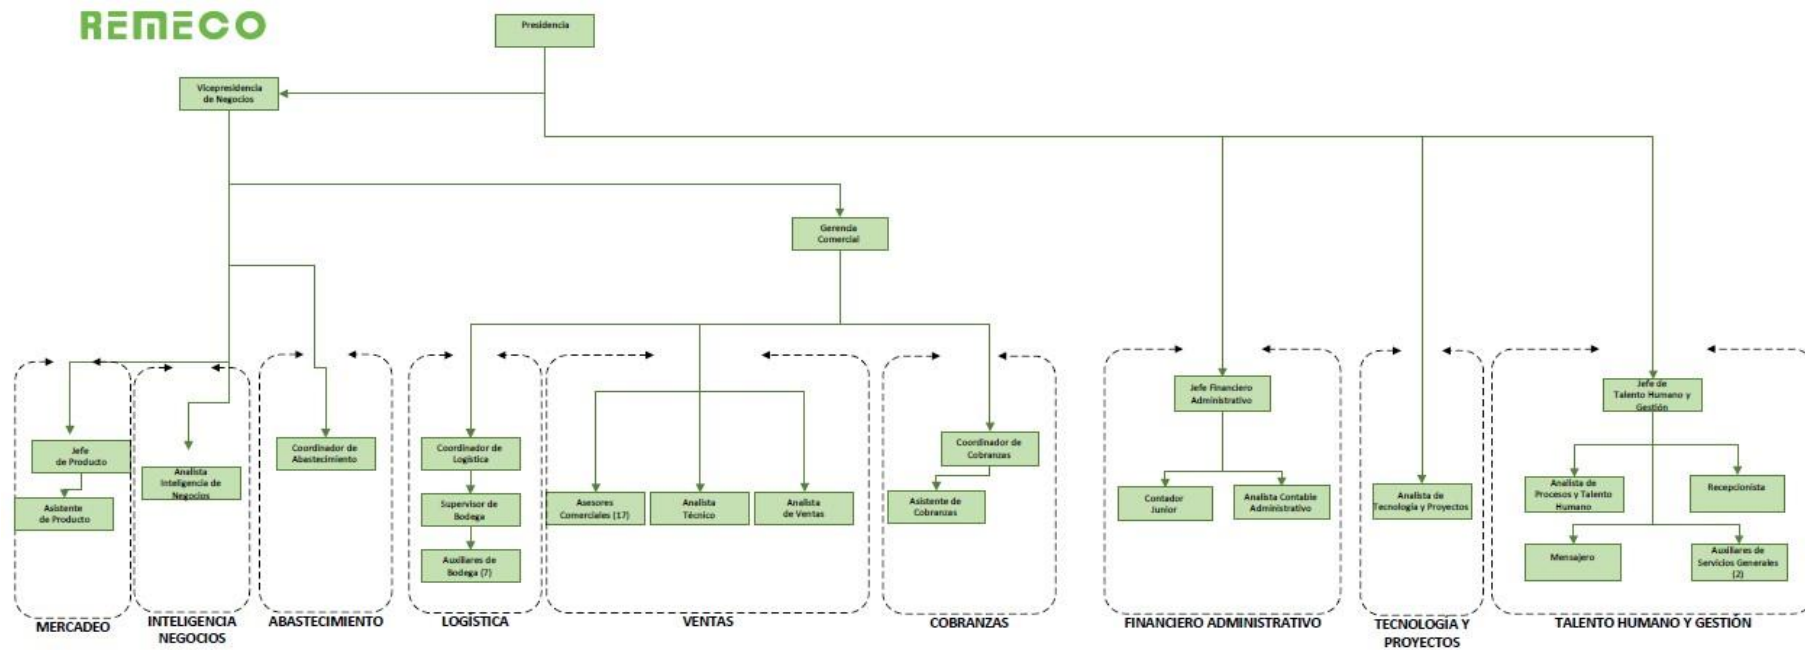 REMECO
Presidencia
Vicepresidencia
de Negocios
Gerencia
Comercial
Jefe
de Producto
Asistente
de Producto
Analista
Inteligencia de
Negocios
Coordinador de
Abastecimiento
Coordinador de
Logística
Supervisor de
Bodega
Auxiliares de
Bodega (7)
Asesores
Comerciales (17)
Analista
Técnico
Analista
de Ventas
Coordinador de
Cobranzas
Asistente de
Cobranzas
Jefe Financiero
Administrativo
Contador
Junior
Analista Contable
Administrativo
Analista de
Tecnología y Proyectos
Jefe de
Talento Humano y
Gestión
Analista de
Procesos y Talento
Humano
Recepcionista
Mensajero
Auxiliares de
Servicios Generales
(2)
MERCADEO
INTELIGENCIA
NEGOCIOS
ABASTECIMIENTO
LOGÍSTICA
VENTAS
COBRANZAS
FINANCIERO ADMINISTRATIVO
TECNOLOGÍA Y
PROYECTOS
TALENTO HUMANO Y GESTIÓN